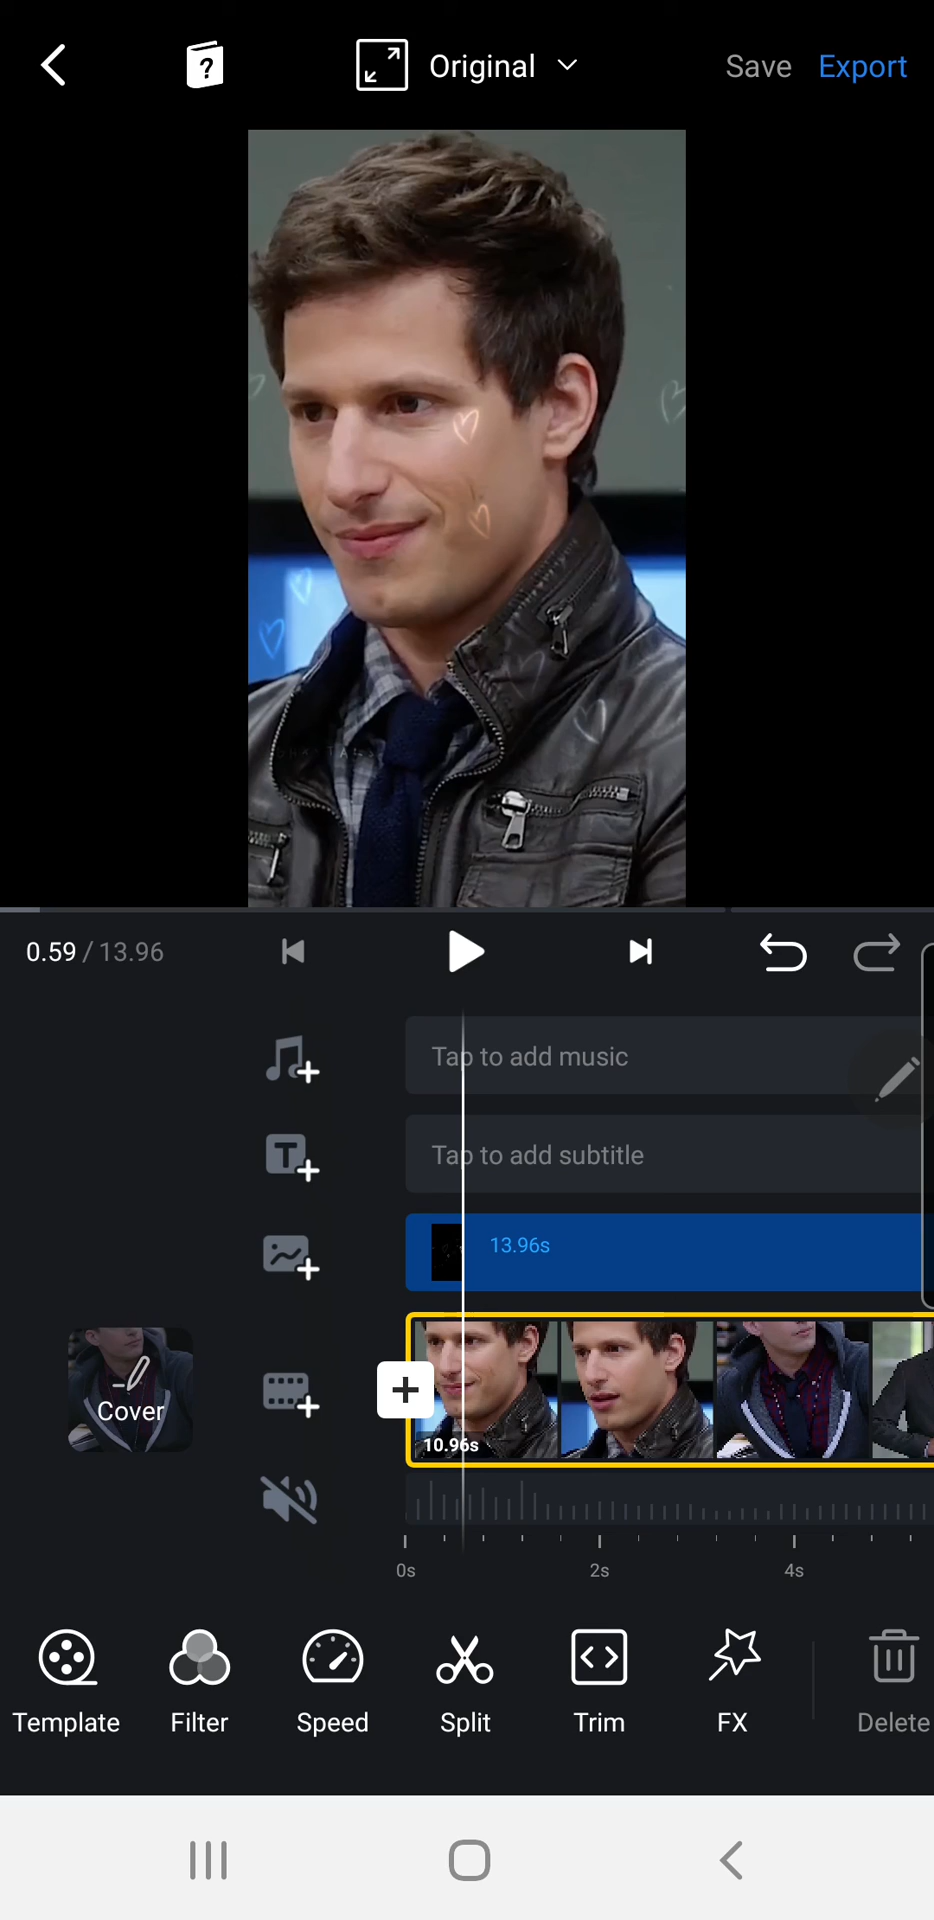 Original
Save
Export
0.59 / 13.96
Tap to add music
Tap to add subtitle
13.96s
Cover
10.96s
0s
2s
4s
Template
Filter
Speed
Split
Trim
FX
Delete